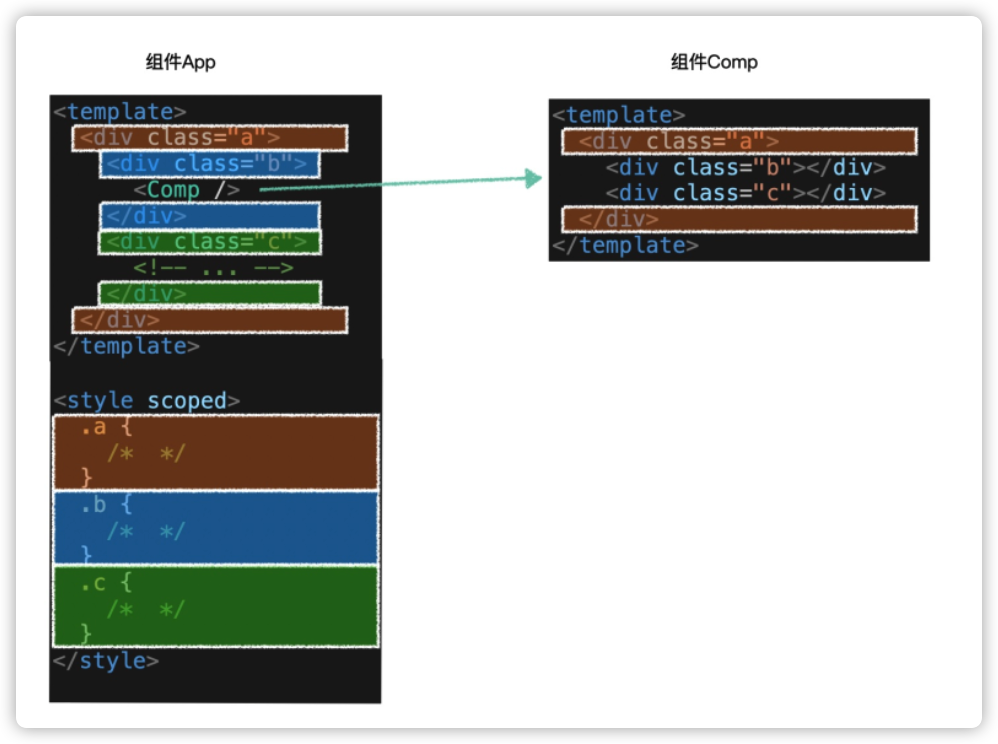 组件App
<template>
<div class="a">
<div class="b">
<Comp />
</div>
<div class="c">
<!-- ... -->
</div>
</div>
</template>
<style scoped>
.a {
/*  */
}
.b {
/*  */
}
.c {
/*  */
}
</style>
组件Comp
<template>
<div class="a">
<div class="b"></div>
<div class="c"></div>
</div>
</template>